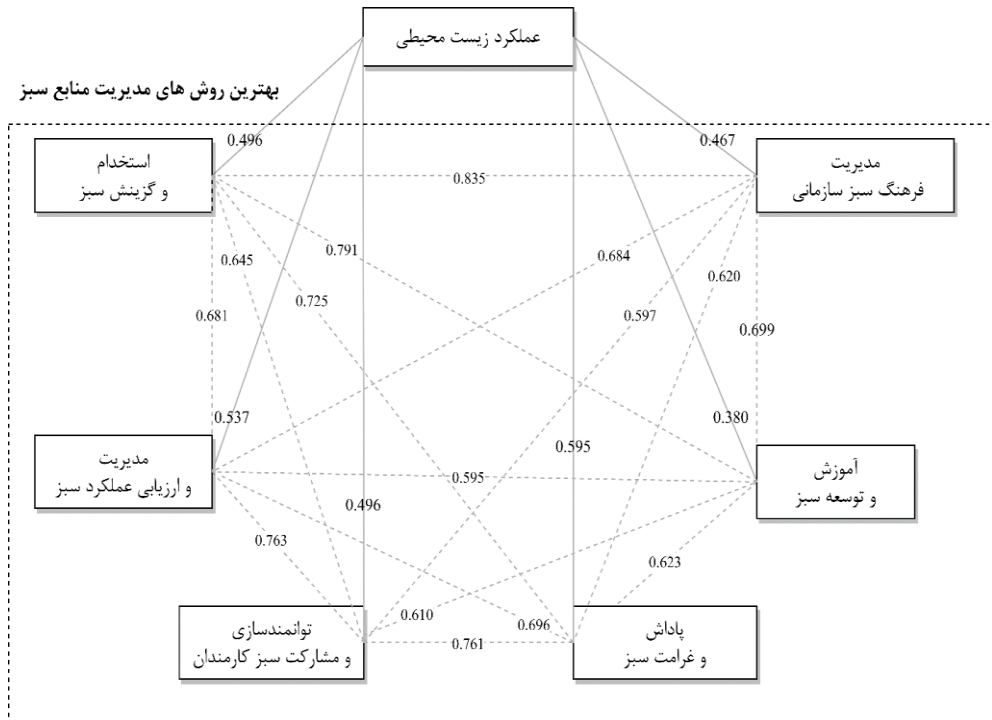 عملکرد زیست محیطی
بهترین روش های مدیریت منابع سبز
0.496
0.467
استخدام
و گزینش سبز
مدیریت
فرهنگ سبز سازمانی
0.835
0.791
0.645
0.684
0.620
0.725
0.597
0.681
0.699
0.537
0.380
0.595
مدیریت
و ارزیابی عملکرد سبز
آموزش
و توسعه سبز
0.595
0.496
0.763
0.623
0.610
0.696
توانمندسازی
و مشارکت سبز کارمندان
پاداش
و غرامت سبز
0.761